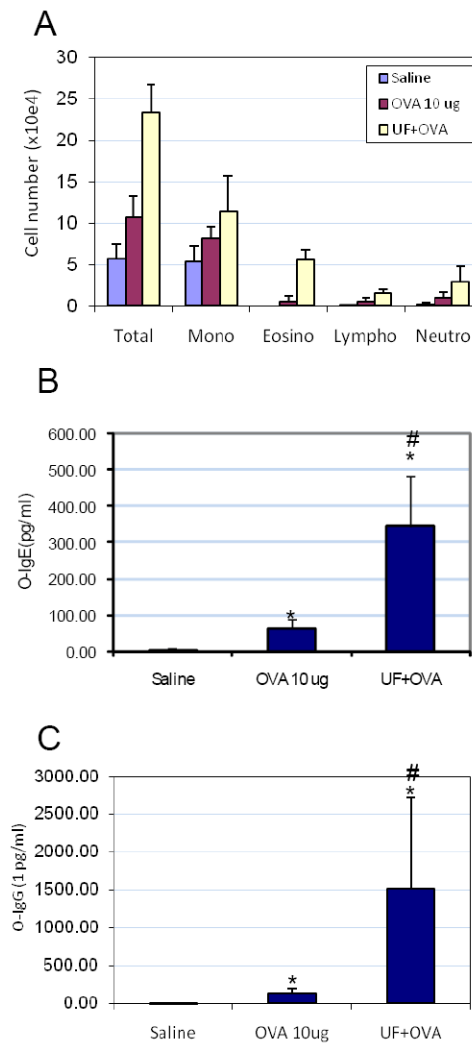 A
30
25
20
15
10
5
0
Cell number (x10e4)
Saline
OVA 10 ug
UF+OVA
Total Mono Eosino Lympho Neutro
B
600.00
500.00
400.00
300.00
200.00
100.00
0.00
O-IgE(pg/ml)
*
#
*
Saline OVA 10 ug UF+OVA
C
3000.00
2500.00
2000.00
1500.00
1000.00
500.00
0.00
O-IgG (1 pg/ml)
*
#
*
Saline OVA 10ug UF+OVA